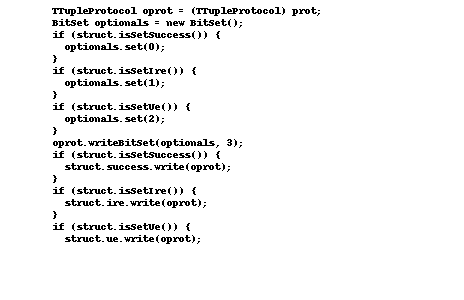 TTupleProtocol oprot = (TTupleProtocol) prot;
BitSet optionals = new BitSet();
if (struct.isSetSuccess()) {
optionals.set(0);
}
if (struct.isSetIre()) {
optionals.set(1);
}
if (struct.isSetUe()) {
optionals.set(2);
}
oprot.writeBitSet(optionals, 3);
if (struct.isSetSuccess()) {
struct.success.write(oprot);
}
if (struct.isSetIre()) {
struct.ire.write(oprot);
}
if (struct.isSetUe()) {
struct.ue.write(oprot);